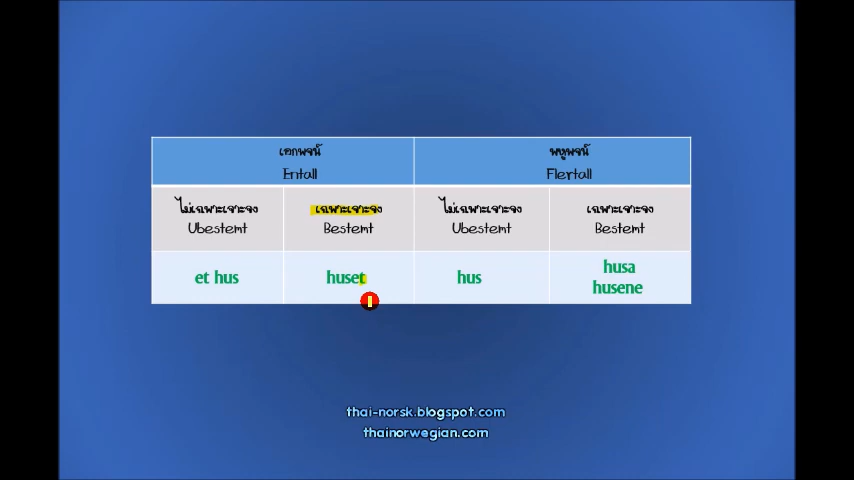 เอกพจน์
Entall
พหูพจน์
Flertall
ไม่เฉพาะเจาะจง
Ubestemt
เฉพาะเจาะจง
Bestemt
ไม่เฉพาะเจาะจง
Ubestemt
เฉพาะเจาะจง
Bestemt
et hus
huset
hus
husa
husene
thai-norsk.blogspot.com
thainorwegian.com